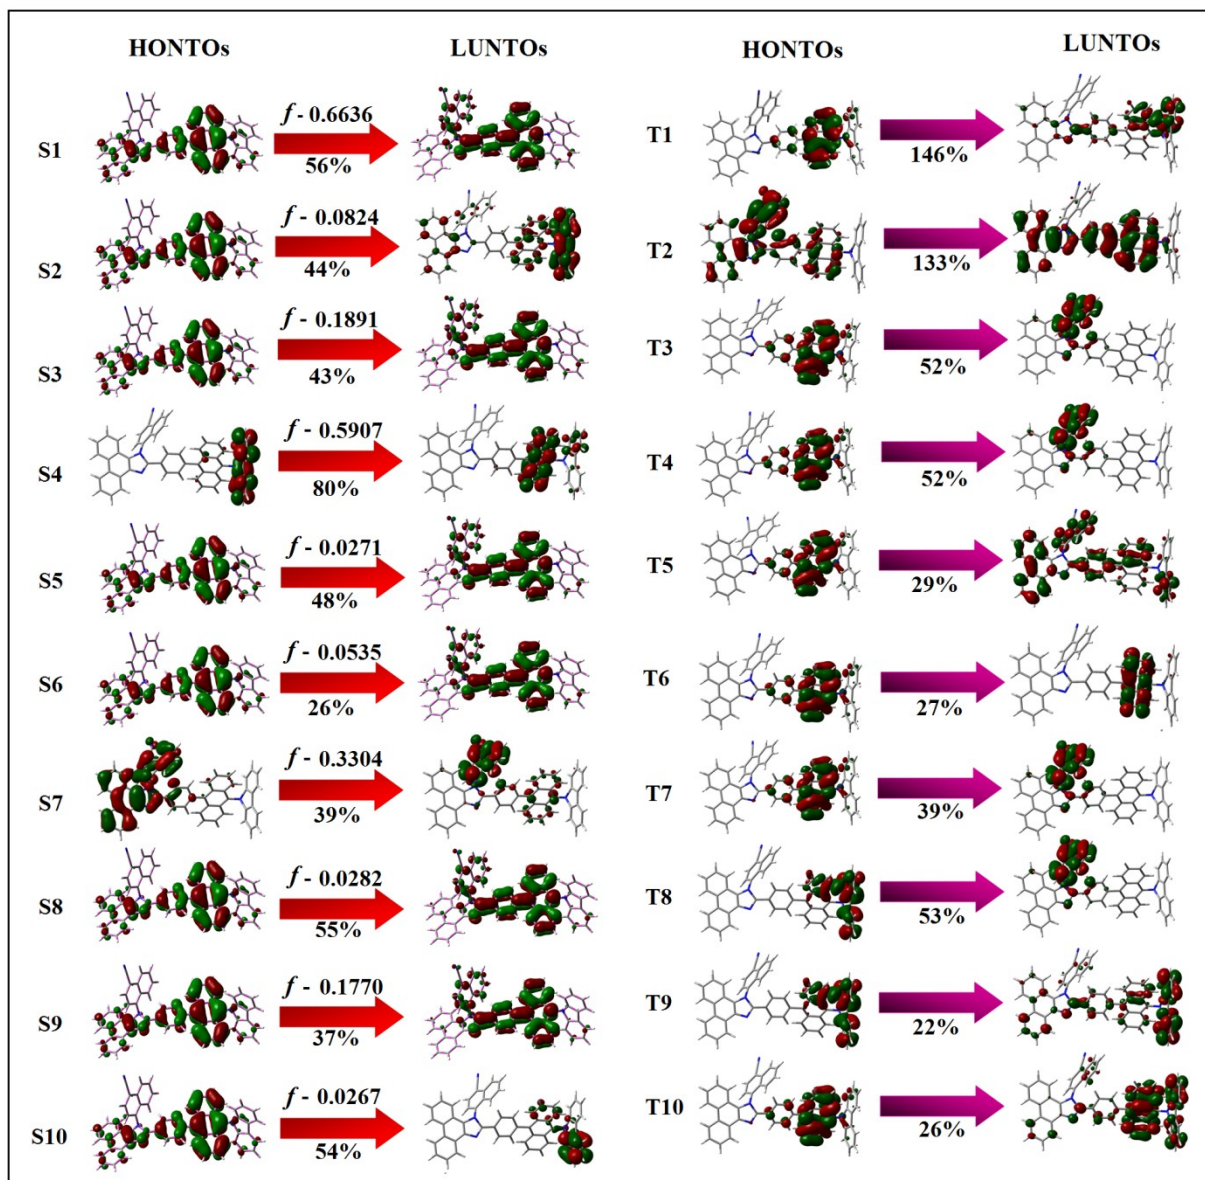 HONTOs LUNTOs HONTOs LUNTOs
S1 f - 0.6636 56% T1 146%
S2 f - 0.0824 44% T2 133%
S3 f - 0.1891 43% T3 52%
S4 f - 0.5907 80% T4 52%
S5 f - 0.0271 48% T5 29%
S6 f - 0.0535 26% T6 27%
S7 f - 0.3304 39% T7 39%
S8 f - 0.0282 55% T8 53%
S9 f - 0.1770 37% T9 22%
S10 f - 0.0267 54% T10 26%